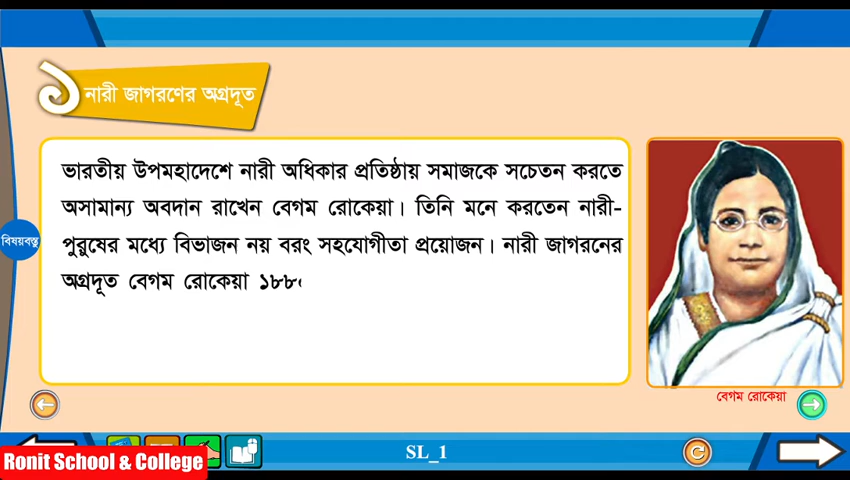 ১
নারী জাগরণের অগ্রদূত
ভারতীয় উপমহাদেশে নারী অধিকার প্রতিষ্ঠায় সমাজকে সচেতন করতে
অসামান্য অবদান রাখেন বেগম রোকেয়া। তিনি মনে করতেন নারী-
পুরুষের মধ্যে বিভাজন নয় বরং সহযোগীতা প্রয়োজন। নারী জাগরনের
অগ্রদূত বেগম রোকেয়া ১৮৮
বিষয়বস্তু
বেগম রোকেয়া
SL_1
Ronit School & College